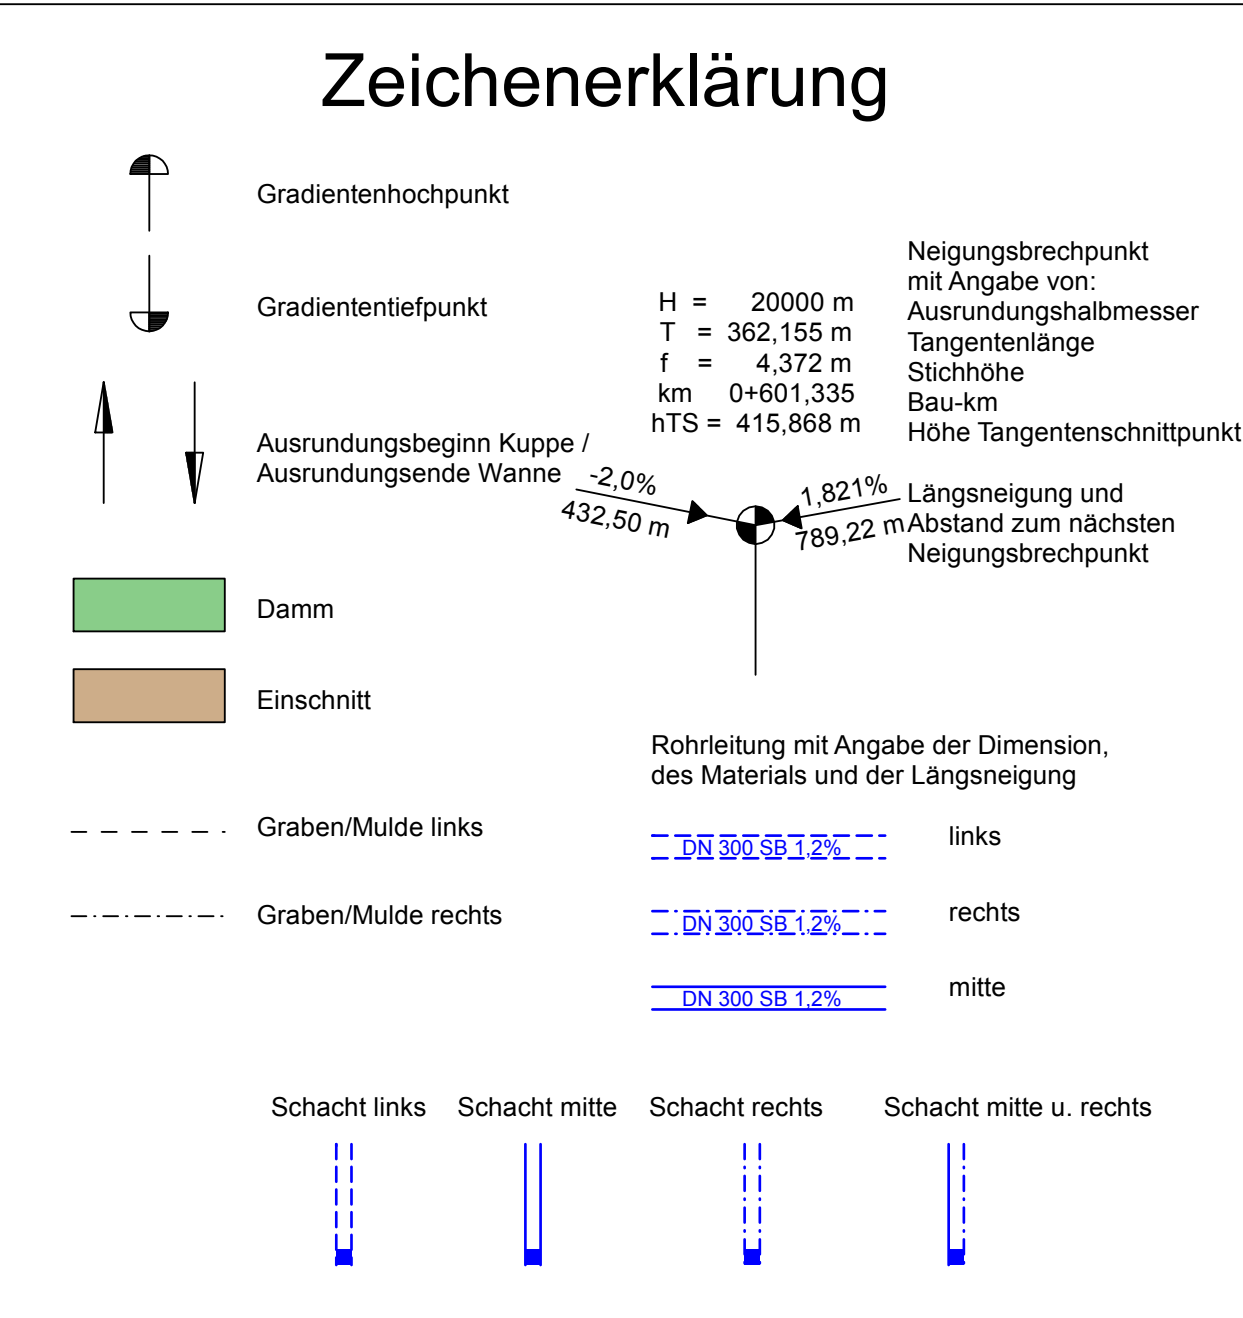 Zeichenerklärung
Gradientenhochpunkt
Gradiententiefpunkt
Ausrundungsbeginn Kuppe /
Ausrundungsende Wanne
Damm
Einschnitt
Graben/Mulde links
Graben/Mulde rechts
H = 20000 m
T = 362,155 m
f = 4,372 m
km 0+601,335
hTS = 415,868 m
Neigungsbrechpunkt
mit Angabe von:
Ausrundungshalbmesser
Tangentenlänge
Stichhöhe
Bau-km
Höhe Tangentenschnittpunkt
-2,0%
432,50 m
1,821%
789,22 m
Längsneigung und
Abstand zum nächsten
Neigungsbrechpunkt
Rohrleitung mit Angabe der Dimension,
des Materials und der Längsneigung
DN 300 SB 1,2%
links
DN 300 SB 1,2%
rechts
DN 300 SB 1,2%
mitte
Schacht links
Schacht mitte
Schacht rechts
Schacht mitte u. rechts